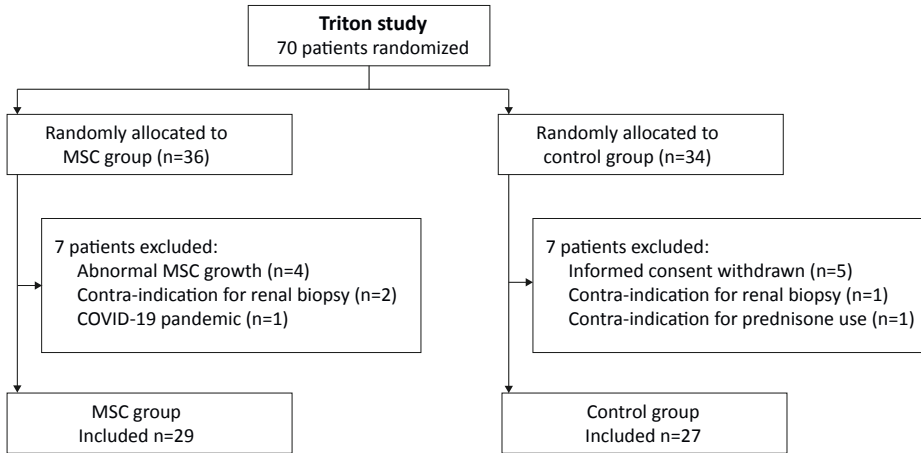 Triton study
70 patients randomized
Randomly allocated to
MSC group (n=36)
Randomly allocated to
control group (n=34)
7 patients excluded:
Abnormal MSC growth (n=4)
Contra-indication for renal biopsy (n=2)
COVID-19 pandemic (n=1)
7 patients excluded:
Informed consent withdrawn (n=5)
Contra-indication for renal biopsy (n=1)
Contra-indication for prednisone use (n=1)
MSC group
Included n=29
Control group
Included n=27